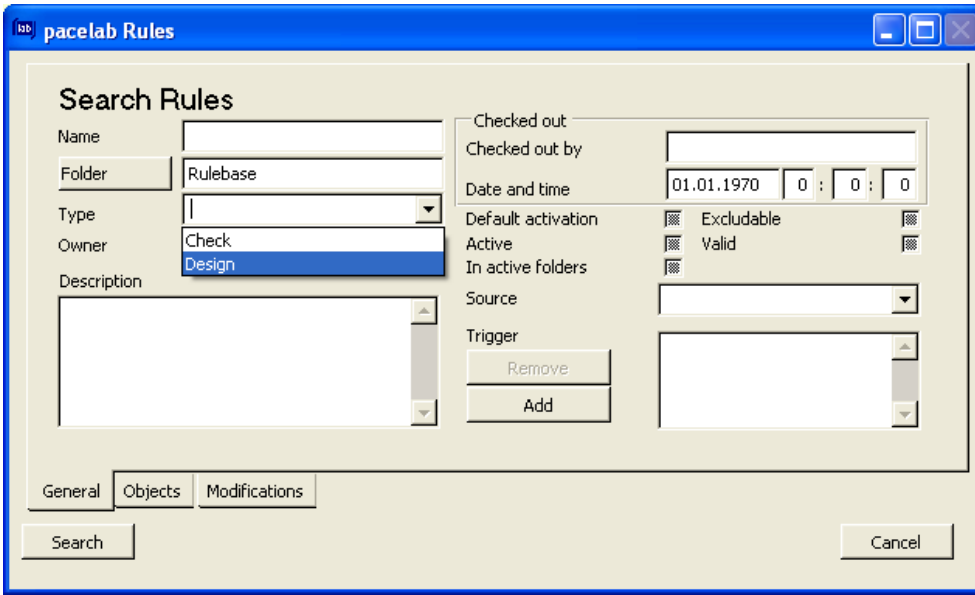 lab pacelab Rules
Search Rules
Name
Folder Rulebase
Type
Check
Design
Owner
Description
Checked out
Checked out by
Date and time 01.01.1970 0 : 0 : 0
Default activation Excludable
Active Valid
In active folders
Source
Trigger
Remove
Add
General Objects Modifications
Search Cancel